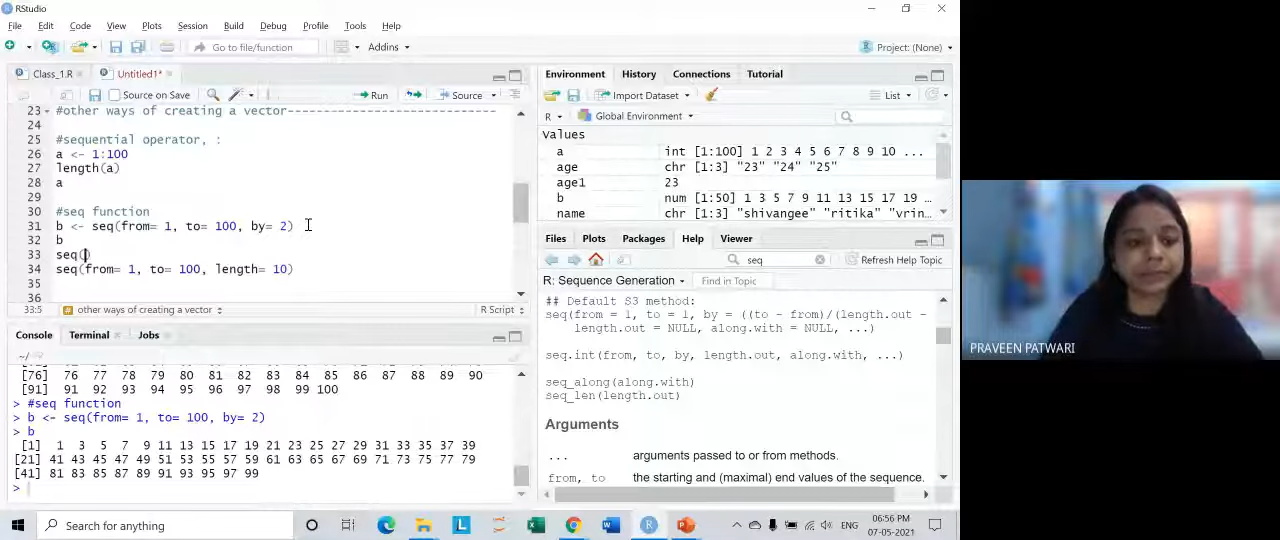 RStudio
File Edit Code View Plots Session Build Debug Profile Tools Help
Go to file/function
Addins
Project: (None)
Class_1.R × Untitled1* ×
Source on Save
Run
Source
23 #other ways of creating a vector-----------------------------
24
25 #sequential operator, :
26 a <- 1:100
27 length(a)
28 a
29
30 #seq function
31 b <- seq(from= 1, to= 100, by= 2)
32 b
33 seq()
34 seq(from= 1, to= 100, length= 10)
35
36
33:5 # other ways of creating a vector R Script
Console Terminal × Jobs ×
~/
[76] 76 77 78 79 80 81 82 83 84 85 86 87 88 89 90
[91] 91 92 93 94 95 96 97 98 99 100
> #seq function
> b <- seq(from= 1, to= 100, by= 2)
> b
[1] 1 3 5 7 9 11 13 15 17 19 21 23 25 27 29 31 33 35 37 39
[21] 41 43 45 47 49 51 53 55 57 59 61 63 65 67 69 71 73 75 77 79
[41] 81 83 85 87 89 91 93 95 97 99
>
Environment History Connections Tutorial
Import Dataset
List
R Global Environment
Values
a int [1:100] 1 2 3 4 5 6 7 8 9 10 ...
age chr [1:3] "23" "24" "25"
age1 23
b num [1:50] 1 3 5 7 9 11 13 15 17 19 ...
name chr [1:3] "shivangee" "ritika" "vrin…
Files Plots Packages Help Viewer
seq
Refresh Help Topic
R: Sequence Generation
Find in Topic
## Default S3 method:
seq(from = 1, to = 1, by = ((to - from)/(length.out -
length.out = NULL, along.with = NULL, ...)
seq.int(from, to, by, length.out, along.with, ...)
seq_along(along.with)
seq_len(length.out)
Arguments
... arguments passed to or from methods.
from, to the starting and (maximal) end values of the sequence.
PRAVEEN PATWARI
Search for anything
ENG
06:56 PM
07-05-2021